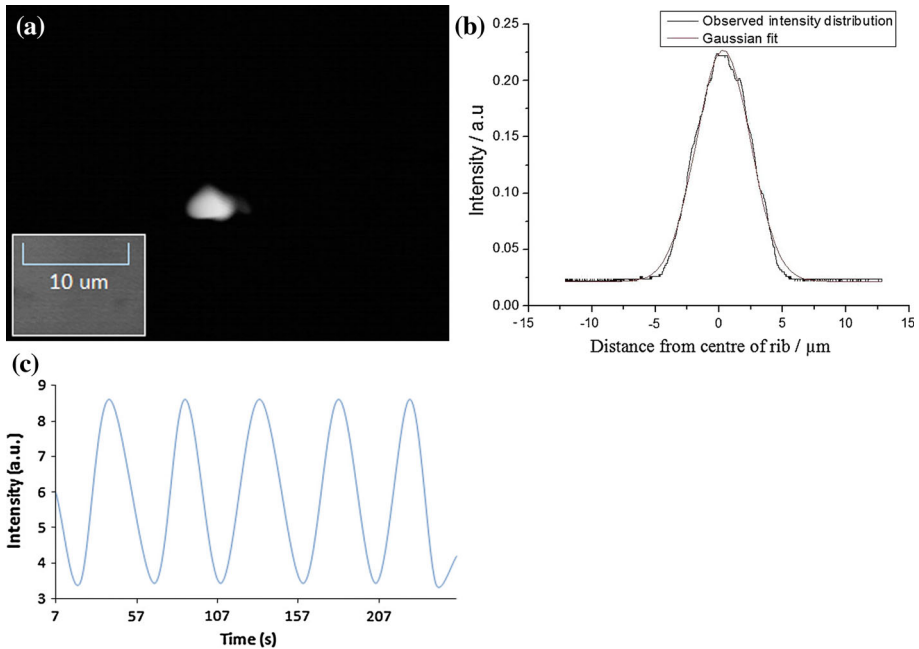 (a)
10 um
(b)
Observed intensity distribution
Gaussian fit
0.25
0.20
0.15
0.10
0.05
0.00
Intensity / a.u
-15 -10 -5 0 5 10 15
Distance from centre of rib / µm
(c)
9
8
7
6
5
4
3
Intensity (a.u.)
7 57 107 157 207
Time (s)